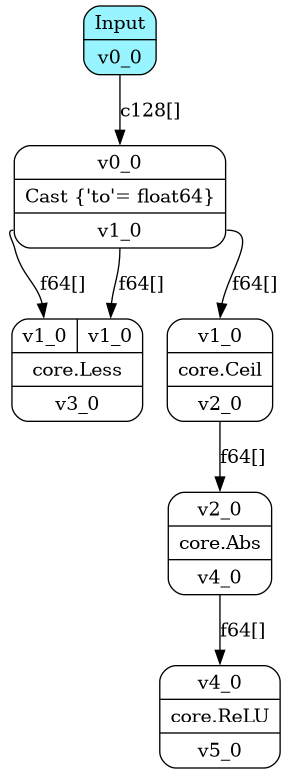 Input
v0_0
c128[]
v0_0
Cast {'to'= float64}
v1_0
f64[] f64[] f64[]
v1_0 v1_0
core.Less
v3_0
v1_0
core.Ceil
v2_0
f64[]
v2_0
core.Abs
v4_0
f64[]
v4_0
core.ReLU
v5_0